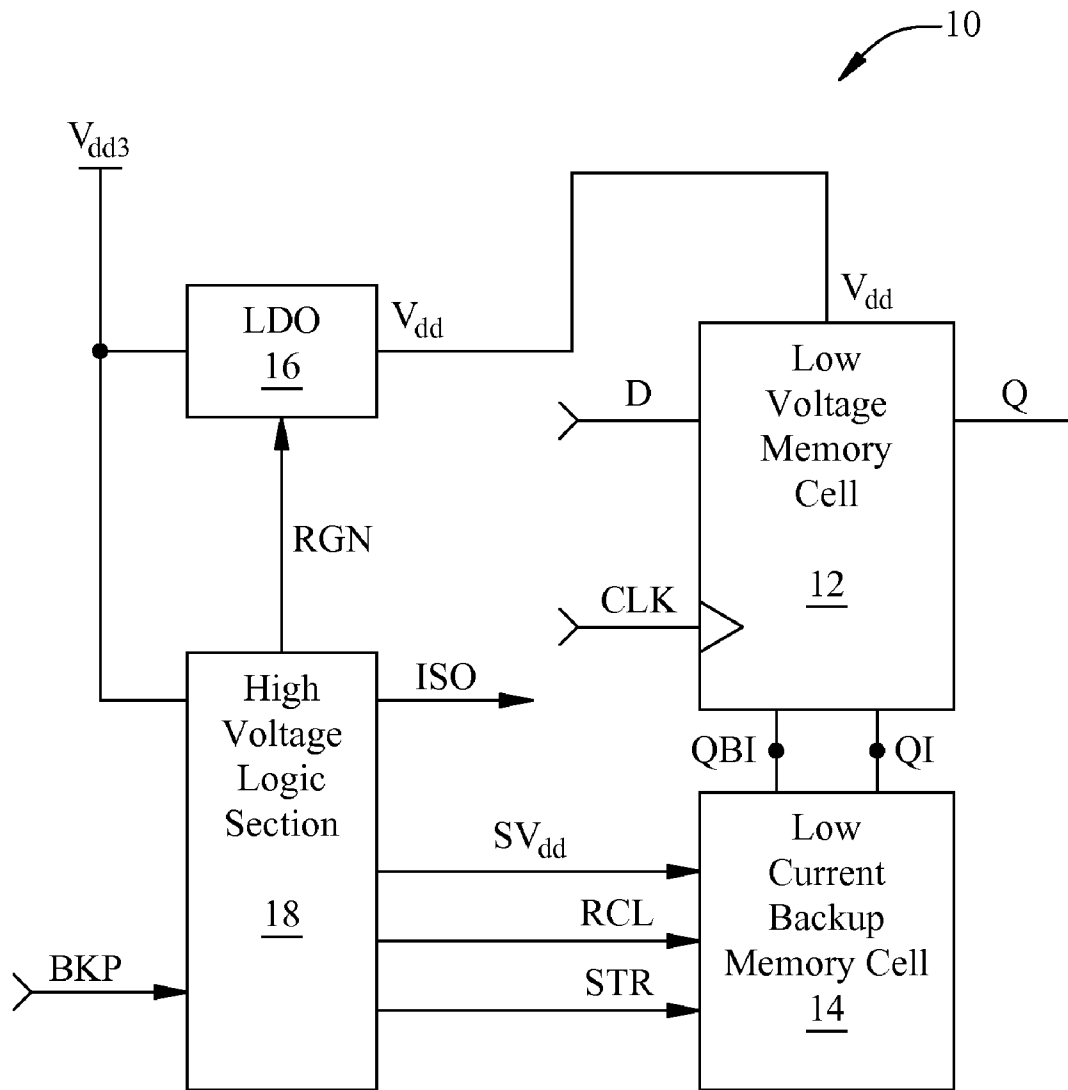 10
V_dd3
LDO
16
V_dd
V_dd
D
Low
Voltage
Memory
Cell
12
Q
RGN
CLK
High
Voltage
Logic
Section
18
ISO
QBI
QI
SV_dd
RCL
STR
BKP
Low
Current
Backup
Memory Cell
14